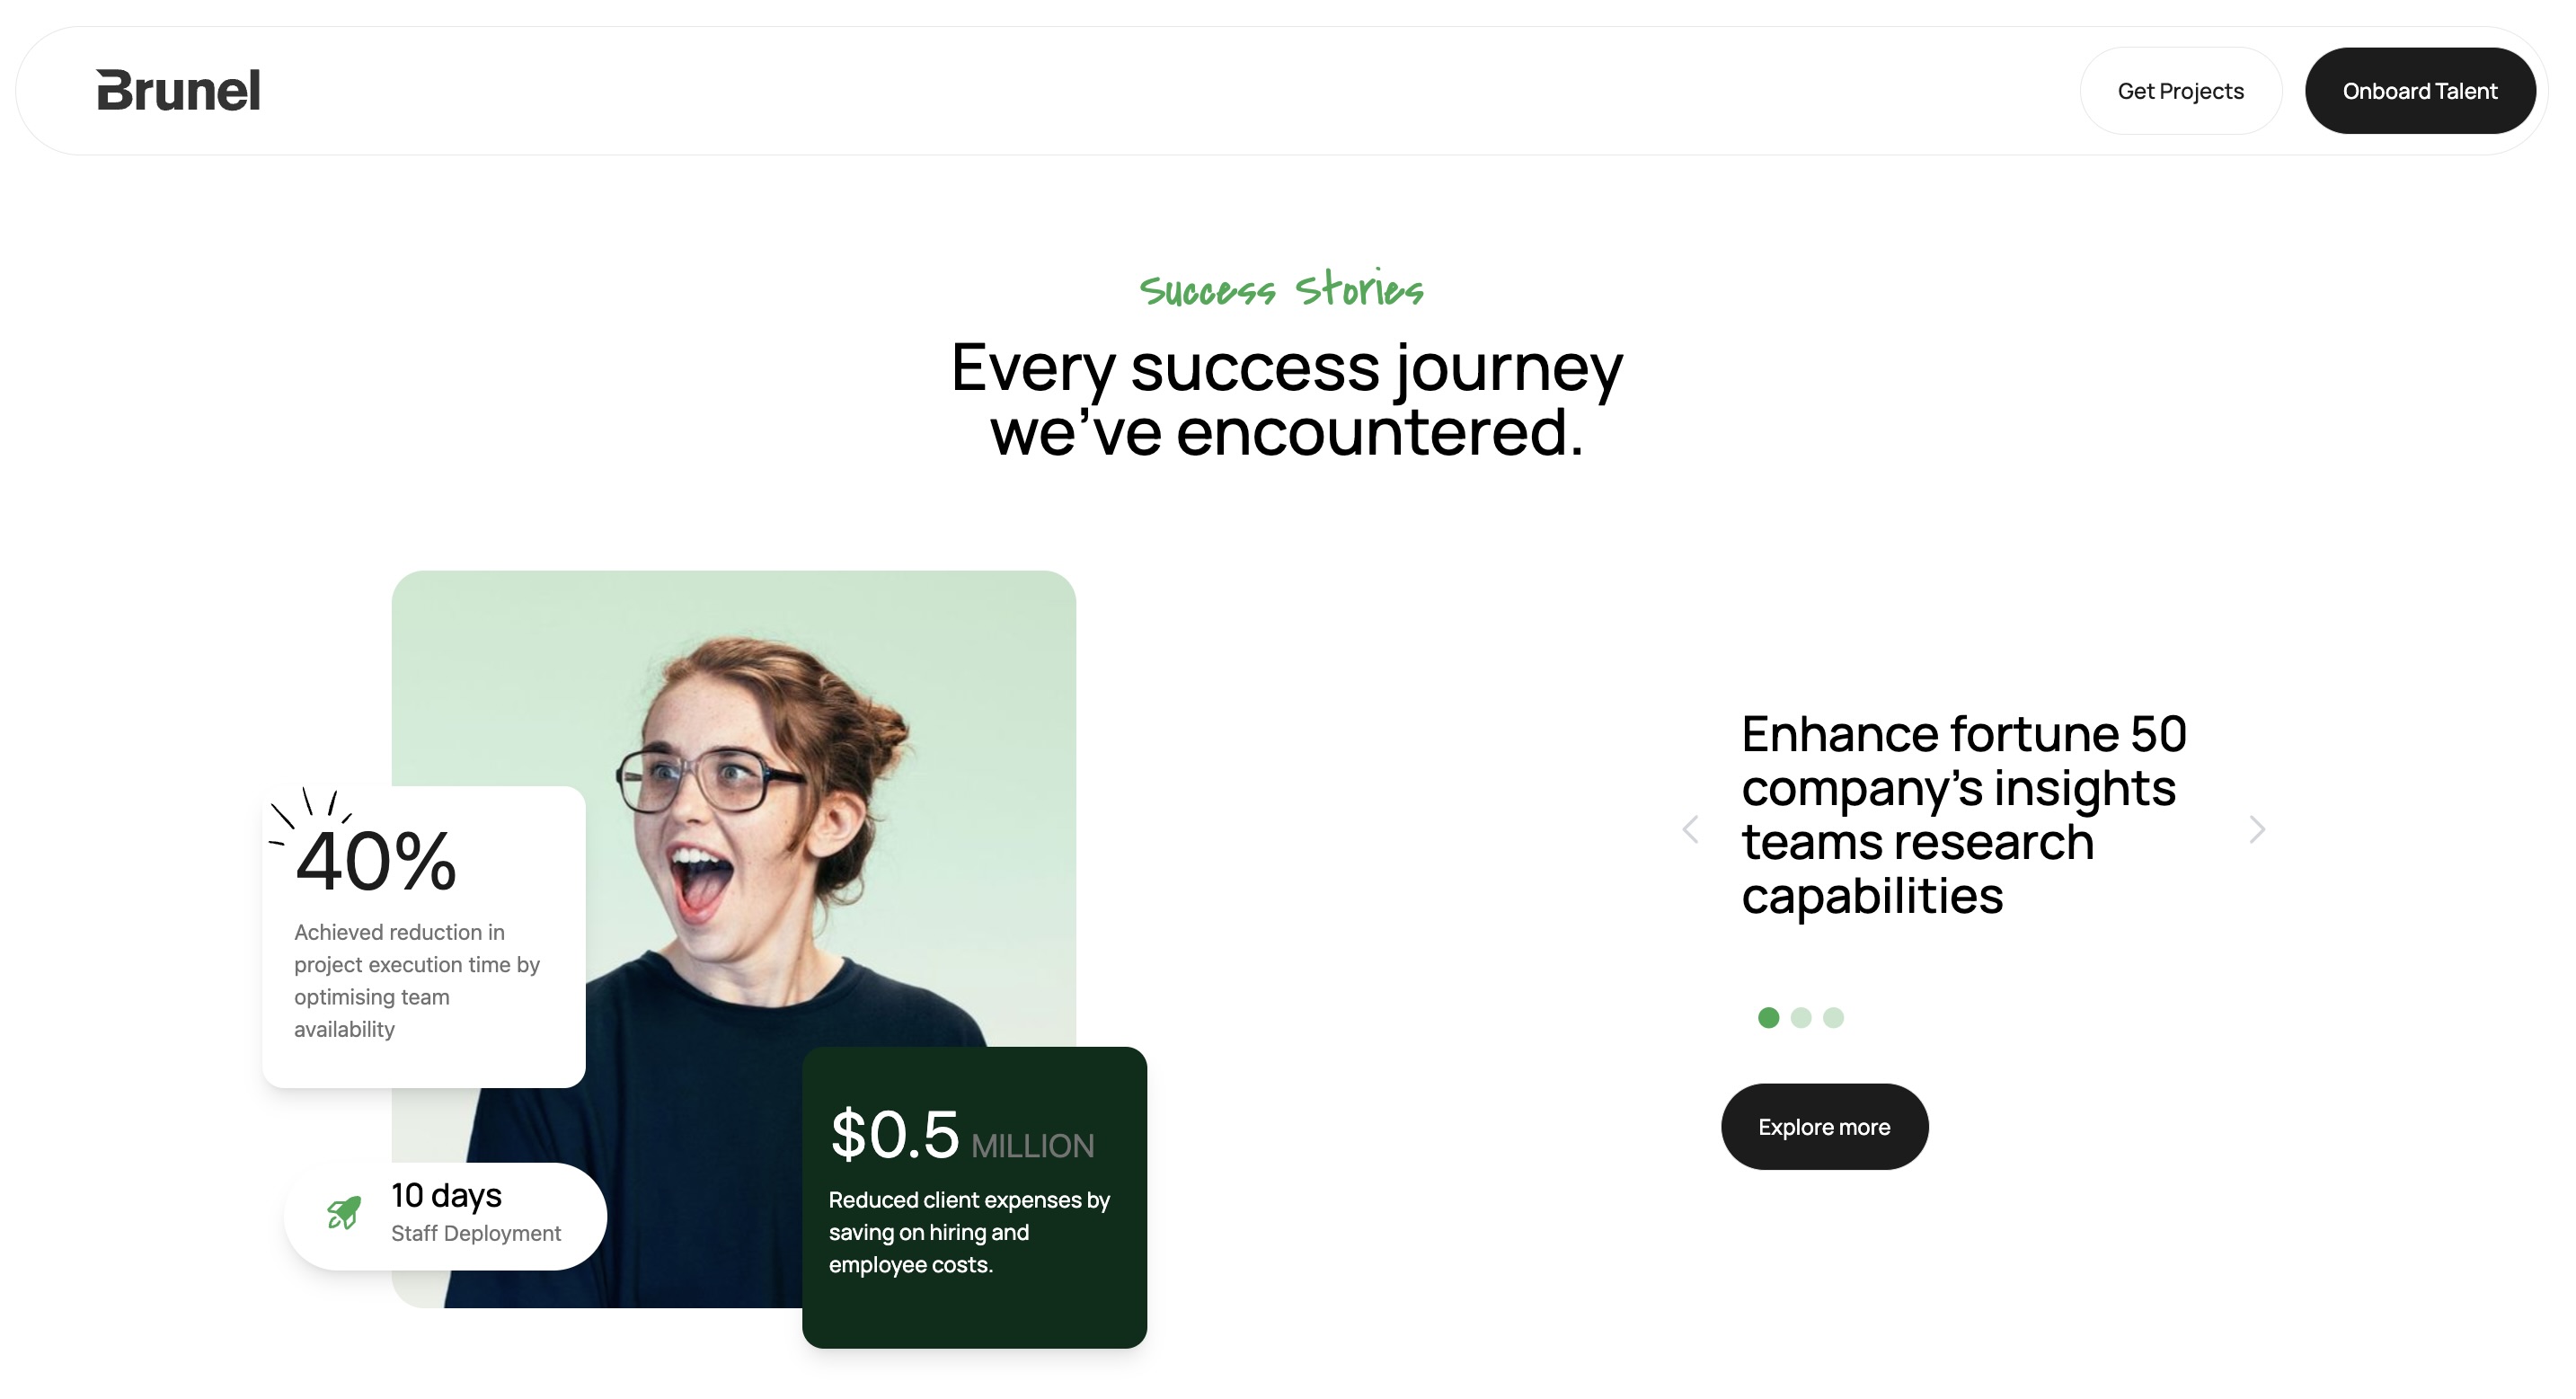 Brunel
Get Projects
Onboard Talent
Success Stories
Every success journey
we’ve encountered.
40%
Achieved reduction in
project execution time by
optimising team
availability
10 days
Staff Deployment
$0.5 MILLION
Reduced client expenses by
saving on hiring and
employee costs.
Enhance fortune 50
company’s insights
teams research
capabilities
Explore more